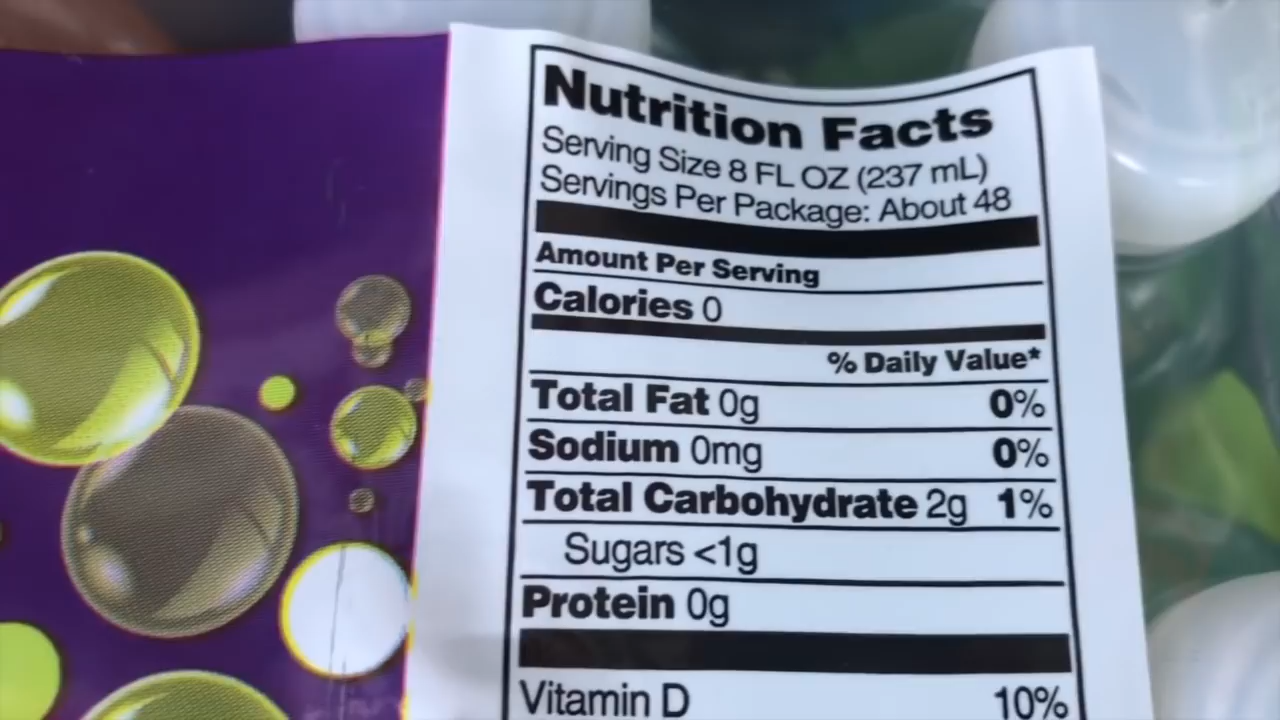 Nutrition Facts
Serving Size 8 FL OZ (237 mL)
Servings Per Package: About 48
Amount Per Serving
Calories 0
% Daily Value*
Total Fat 0g 0%
Sodium 0mg 0%
Total Carbohydrate 2g 1%
Sugars <1g
Protein 0g
Vitamin D 10%